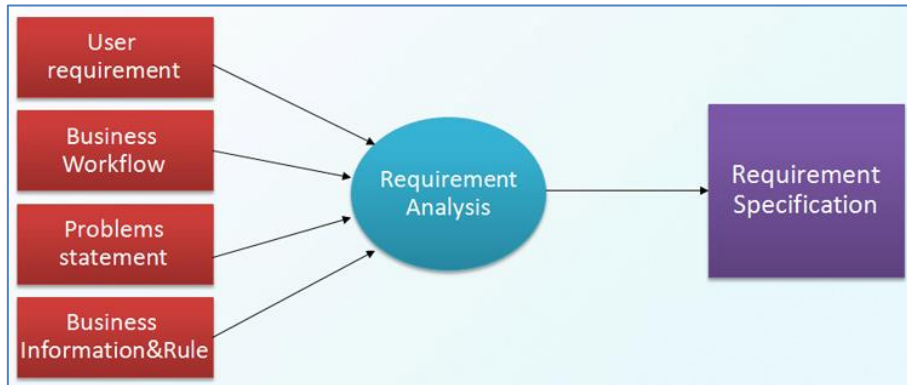 User
requirement
Business
Workflow
Problems
statement
Business
Information&Rule
Requirement
Analysis
Requirement
Specification